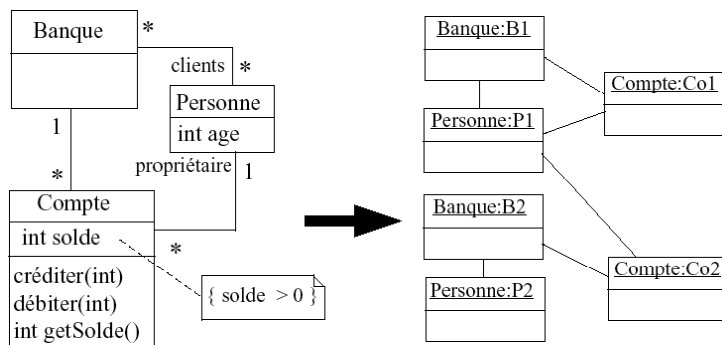 Banque
*
clients
*
Personne
int age
propriétaire
1
1
*
Compte
int solde
*
créditer(int)
débiter(int)
int getSolde()
{ solde > 0 }
Banque:B1
Compte:Co1
Personne:P1
Banque:B2
Compte:Co2
Personne:P2